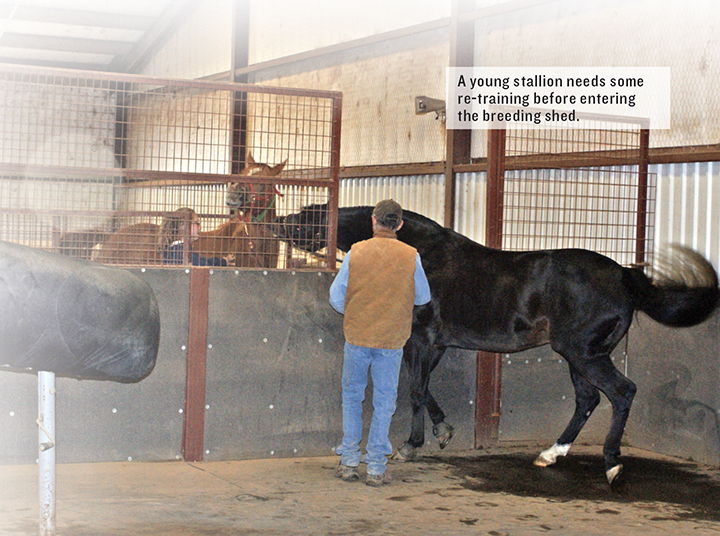 A young stallion needs some
re-training before entering
the breeding shed.